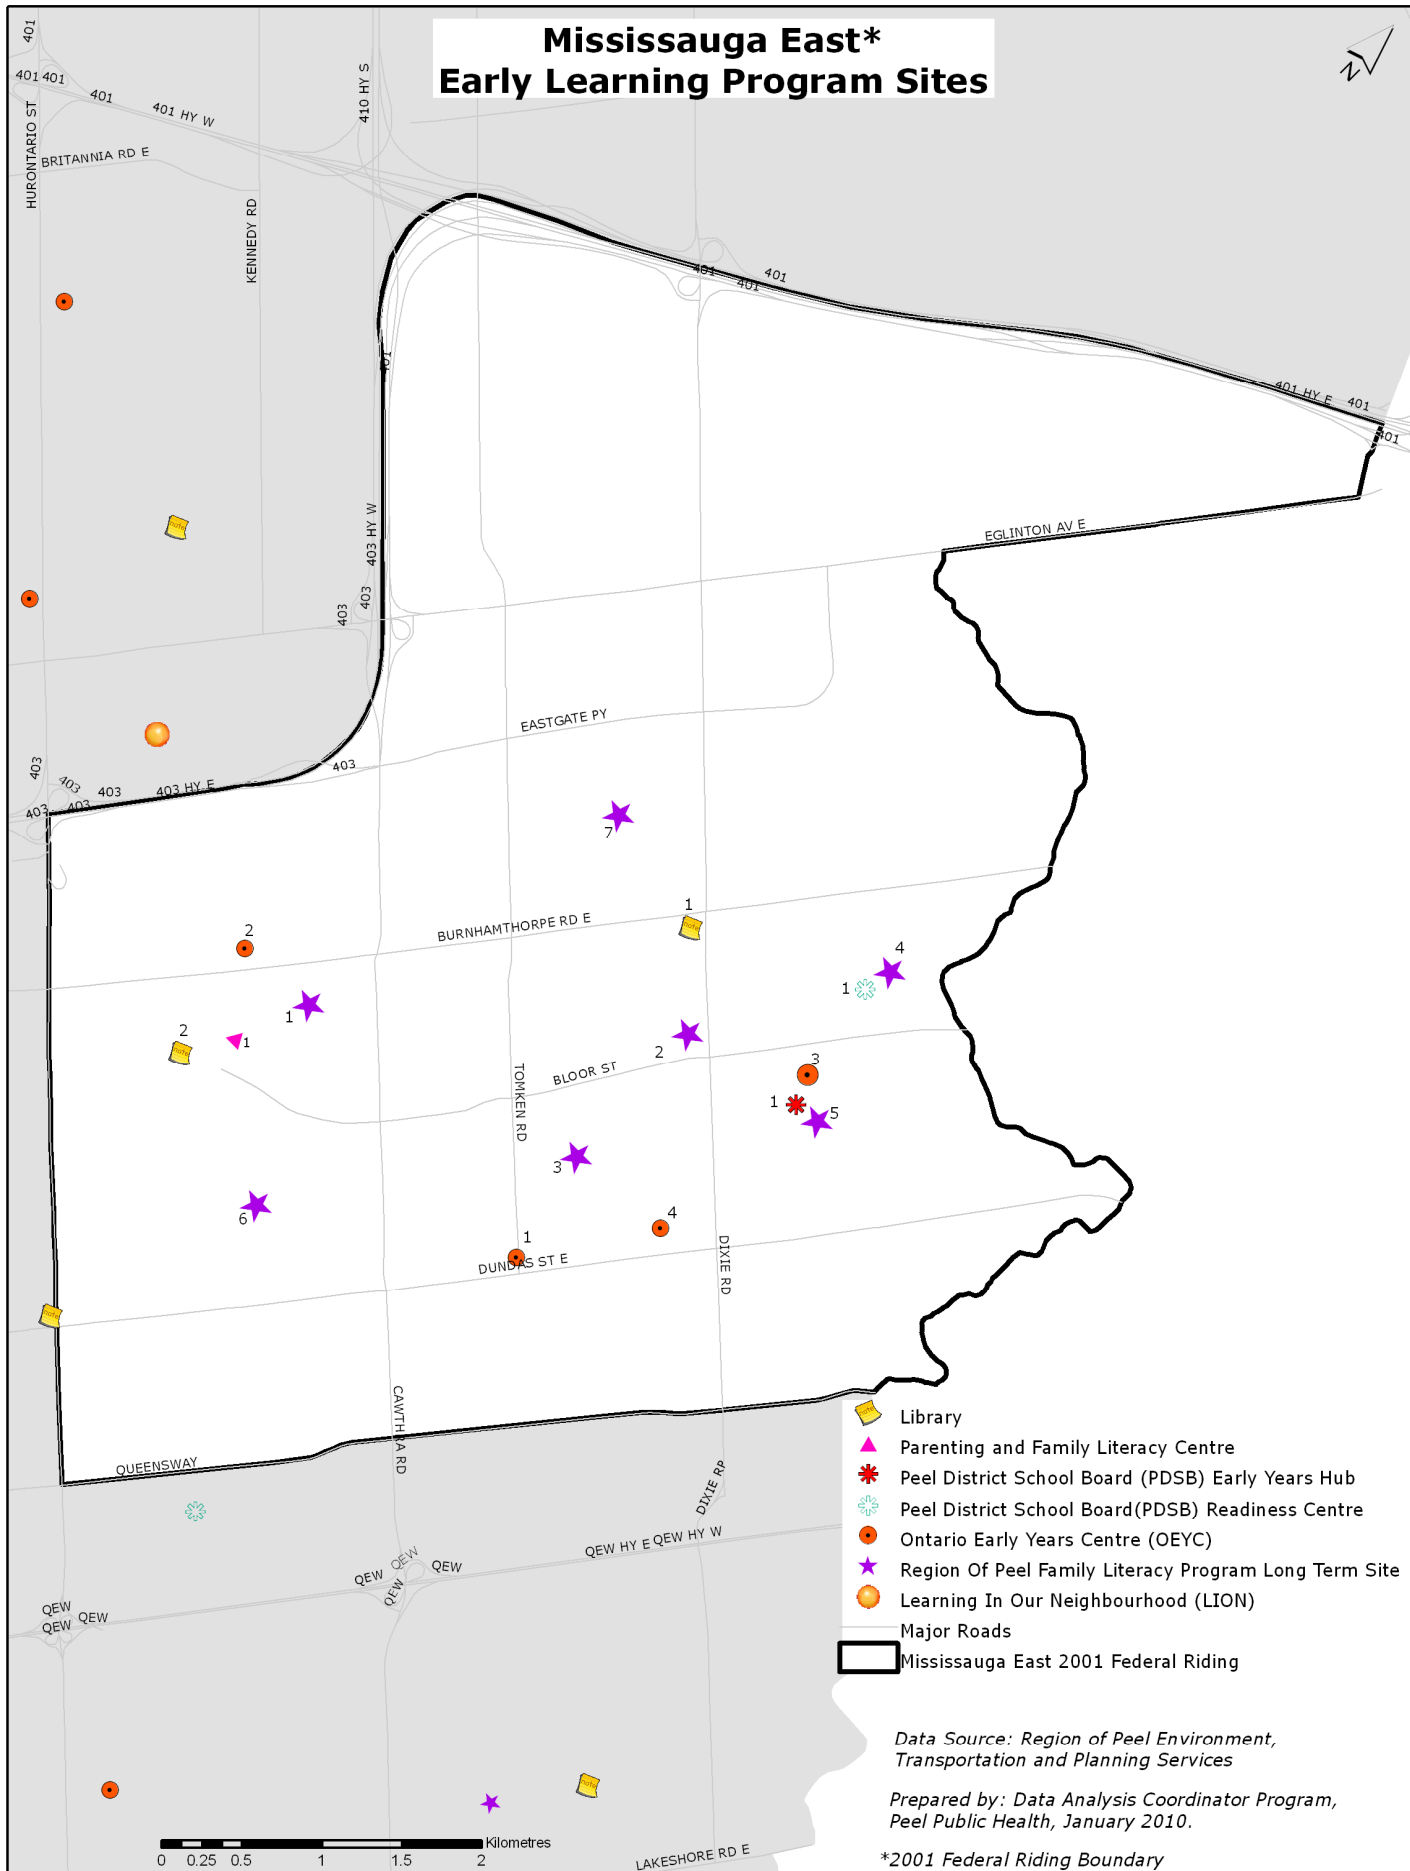 Mississauga East*
Early Learning Program Sites
N
401
401 401
401
401 HY W
410 HY S
HURONTARIO ST
BRITANNIA RD E
KENNEDY RD
401
401
401
401
401 HY E
401
401
403 HY W
EGLINTON AV E
403
403
EASTGATE PY
403
403
403
403
403
403
403 HY E
7
1
BURNHAMTHORPE RD E
2
4
1
1
2
1
2
3
BLOOR ST
TOMKEN RD
1
5
3
6
4
1
DUNDAS ST E
DIXIE RD
CAWTHRA RD
QUEENSWAY
DIXIE RP
QEW HY E
QEW HY W
QEW
QEW
QEW
QEW
QEW
QEW
QEW
Library
Parenting and Family Literacy Centre
Peel District School Board (PDSB) Early Years Hub
Peel District School Board(PDSB) Readiness Centre
Ontario Early Years Centre (OEYC)
Region Of Peel Family Literacy Program Long Term Site
Learning In Our Neighbourhood (LION)
Major Roads
Mississauga East 2001 Federal Riding
Data Source: Region of Peel Environment,
Transportation and Planning Services
Prepared by: Data Analysis Coordinator Program,
Peel Public Health, January 2010.
*2001 Federal Riding Boundary
Kilometres
0 0.25 0.5 1 1.5 2
LAKESHORE RD E